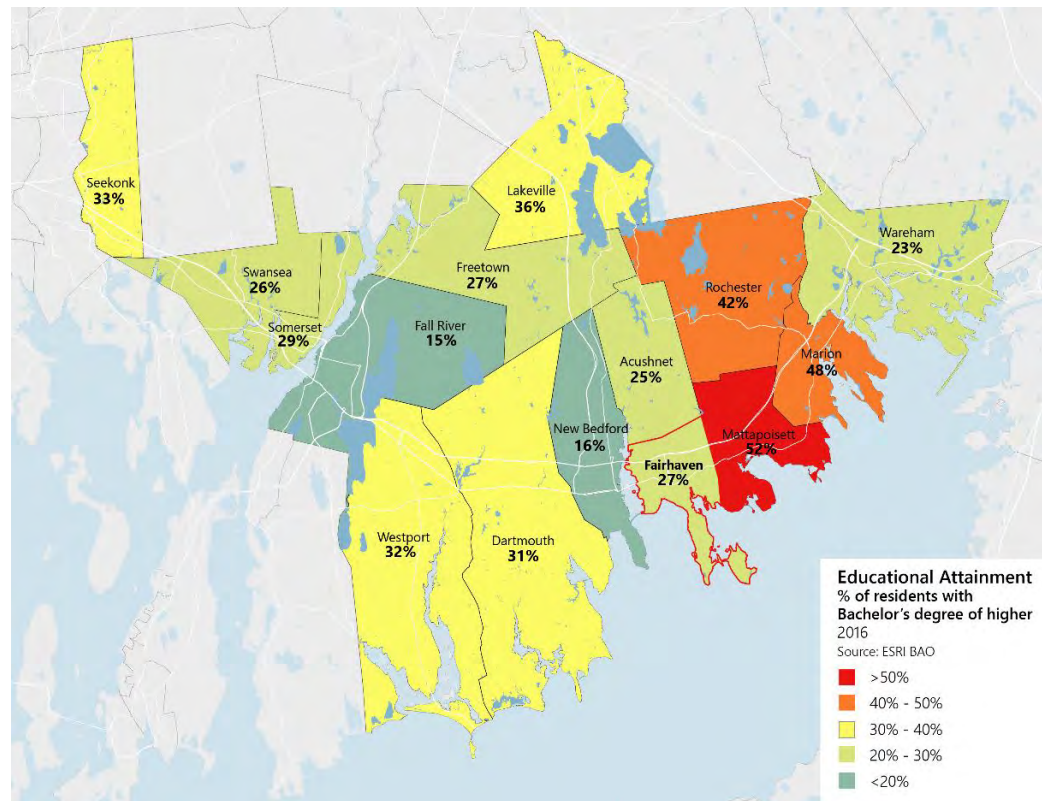 Seekonk
33%
Lakeville
36%
Wareham
23%
Swansea
26%
Freetown
27%
Rochester
42%
Somerset
29%
Fall River
15%
Acushnet
25%
Marion
48%
New Bedford
16%
Mattapoisett
52%
Fairhaven
27%
Westport
32%
Dartmouth
31%
Educational Attainment
% of residents with
Bachelor's degree of higher
2016
Source: ESRI BAO
>50%
40% - 50%
30% - 40%
20% - 30%
<20%